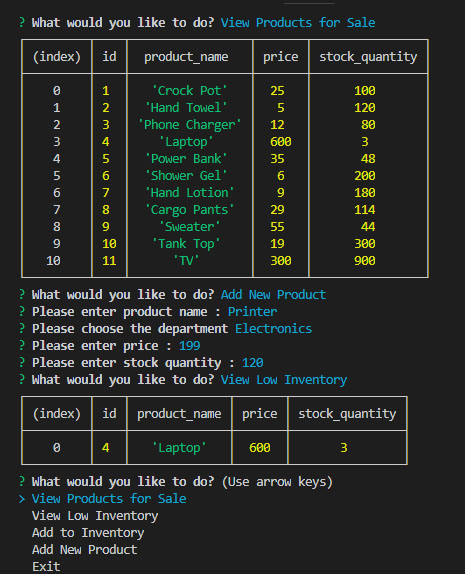 ? What would you like to do? View Products for Sale
(index) id product_name price stock_quantity
0 1 'Crock Pot' 25 100
1 2 'Hand Towel' 5 120
2 3 'Phone Charger' 12 80
3 4 'Laptop' 600 3
4 5 'Power Bank' 35 48
5 6 'Shower Gel' 6 200
6 7 'Hand Lotion' 9 180
7 8 'Cargo Pants' 29 114
8 9 'Sweater' 55 44
9 10 'Tank Top' 19 300
10 11 'TV' 300 900
? What would you like to do? Add New Product
? Please enter product name : Printer
? Please choose the department Electronics
? Please enter price : 199
? Please enter stock quantity : 120
? What would you like to do? View Low Inventory
(index) id product_name price stock_quantity
0 4 'Laptop' 600 3
? What would you like to do? (Use arrow keys)
> View Products for Sale
View Low Inventory
Add to Inventory
Add New Product
Exit